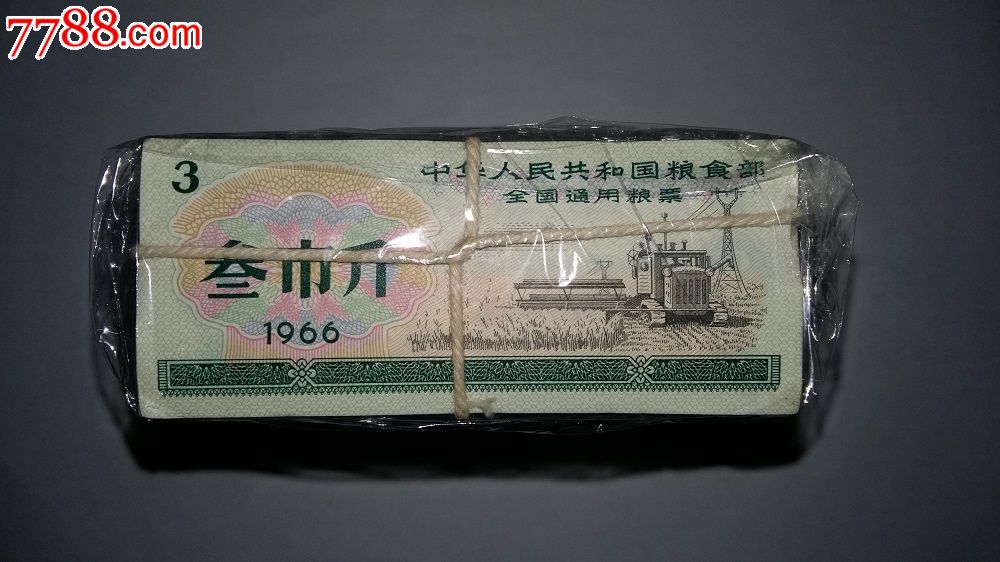 7788.com
3
中华人民共和国粮食部
全国通用粮票
叁市斤
1966